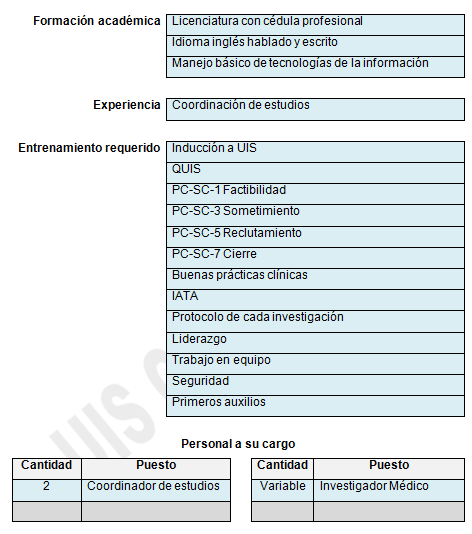 Formación académica Licenciatura con cédula profesional
Idioma inglés hablado y escrito
Manejo básico de tecnologías de la información
Experiencia Coordinación de estudios
Entrenamiento requerido Inducción a UIS
QUIS
PC-SC-1 Factibilidad
PC-SC-3 Sometimiento
PC-SC-5 Reclutamiento
PC-SC-7 Cierre
Buenas prácticas clínicas
IATA
Protocolo de cada investigación
Liderazgo
Trabajo en equipo
Seguridad
Primeros auxilios
UIS
Personal a su cargo
Cantidad Puesto Cantidad Puesto
2 Coordinador de estudios Variable Investigador Médico